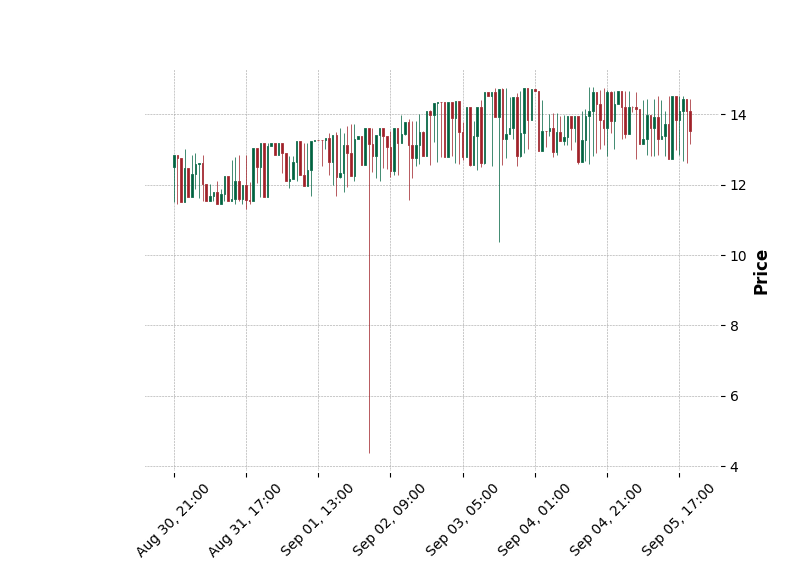 14
12
10
8
6
4
Price
Aug 30, 21:00
Aug 31, 17:00
Sep 01, 13:00
Sep 02, 09:00
Sep 03, 05:00
Sep 04, 01:00
Sep 04, 21:00
Sep 05, 17:00